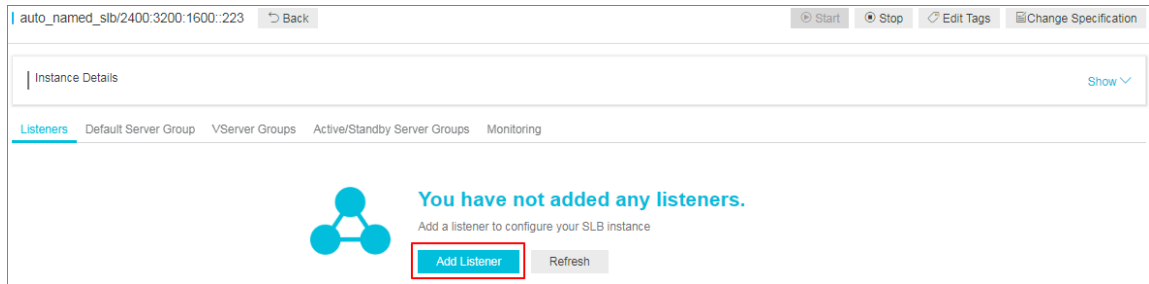 auto_named_slb/2400:3200:1600::223 Back Start Stop Edit Tags Change Specification
Instance Details Show
Listeners Default Server Group VServer Groups Active/Standby Server Groups Monitoring
You have not added any listeners.
Add a listener to configure your SLB instance
Add Listener Refresh